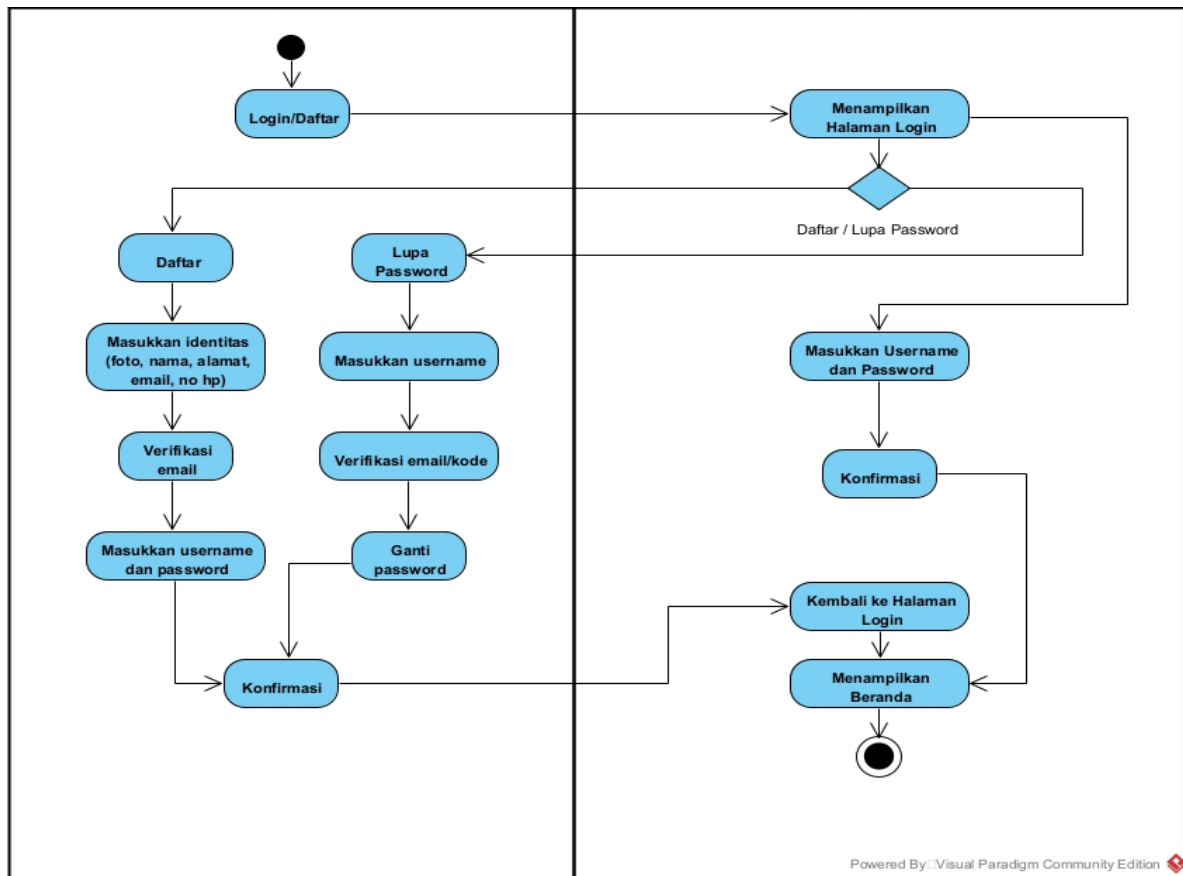 Login/Daftar
Menampilkan
Halaman Login
Daftar / Lupa Password
Daftar
Lupa
Password
Masukkan identitas
(foto, nama, alamat,
email, no hp)
Masukkan username
Masukkan Username
dan Password
Verifikasi
email
Verifikasi email/kode
Konfirmasi
Masukkan username
dan password
Ganti
password
Kembali ke Halaman
Login
Konfirmasi
Menampilkan
Beranda
Powered By Visual Paradigm Community Edition